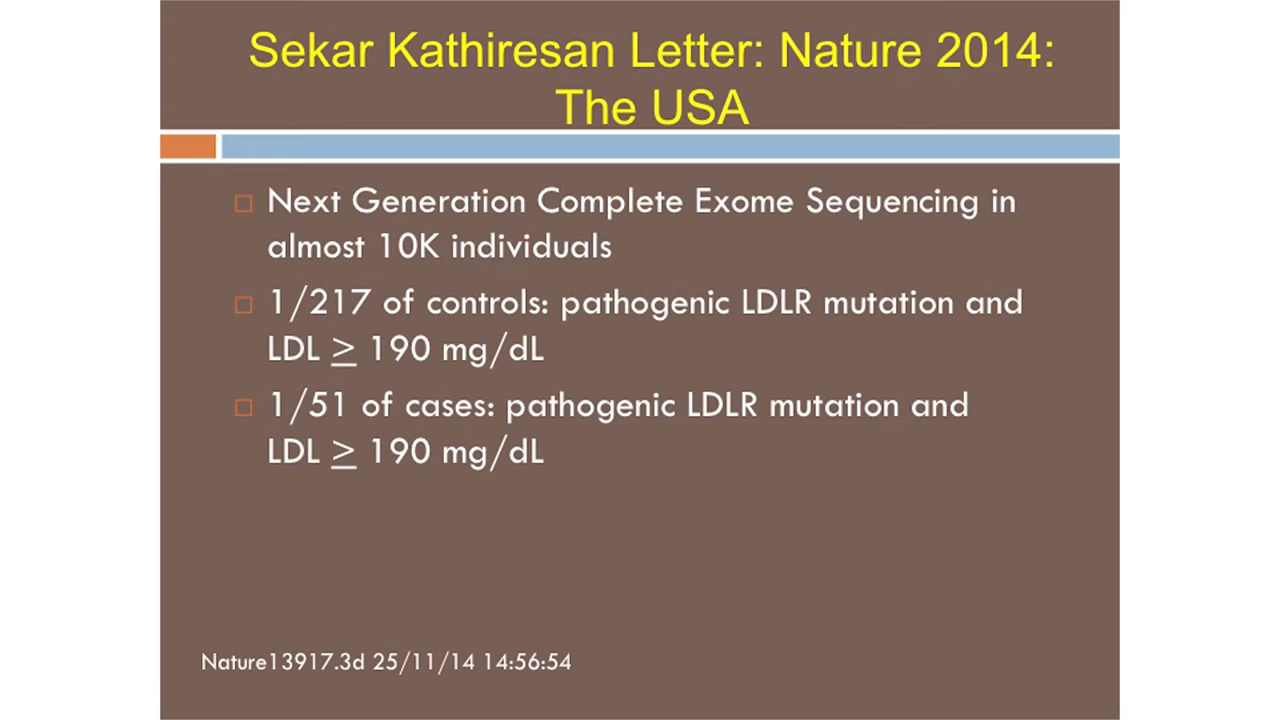 Sekar Kathiresan Letter: Nature 2014:
The USA
Next Generation Complete Exome Sequencing in
almost 10K individuals
1/217 of controls: pathogenic LDLR mutation and
LDL ≥ 190 mg/dL
1/51 of cases: pathogenic LDLR mutation and
LDL ≥ 190 mg/dL
Nature13917.3d 25/11/14 14:56:54